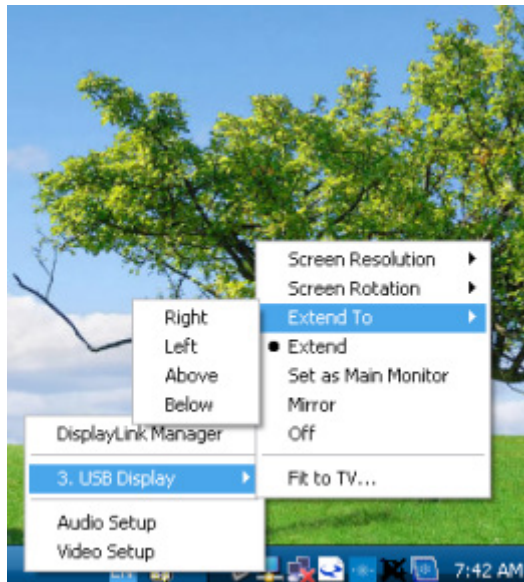 Screen Resolution
Screen Rotation
Extend To
Extend
Set as Main Monitor
Mirror
Off
Fit to TV...
Right
Left
Above
Below
DisplayLink Manager
3. USB Display
Audio Setup
Video Setup
7:42 AM